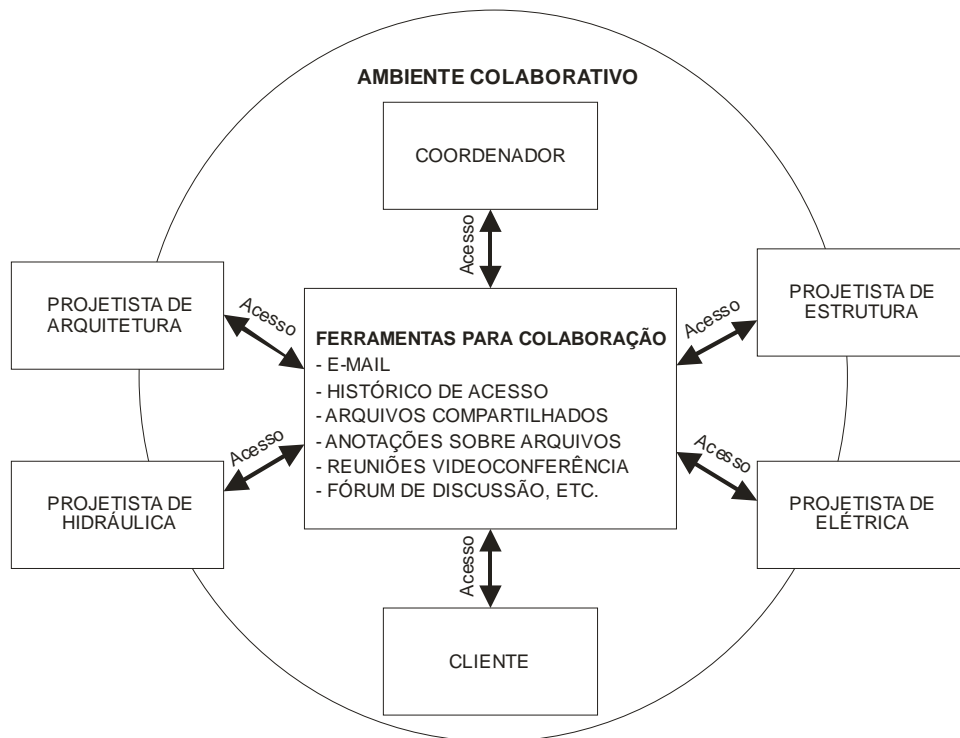 AMBIENTE COLABORATIVO
COORDENADOR
Acesso
PROJETISTA DE
ARQUITETURA
Acesso
PROJETISTA DE
ESTRUTURA
Acesso
FERRAMENTAS PARA COLABORAÇÃO
- E-MAIL
- HISTÓRICO DE ACESSO
- ARQUIVOS COMPARTILHADOS
- ANOTAÇÕES SOBRE ARQUIVOS
- REUNIÕES VIDEOCONFERÊNCIA
- FÓRUM DE DISCUSSÃO, ETC.
PROJETISTA DE
HIDRÁULICA
Acesso
PROJETISTA DE
ELÉTRICA
Acesso
Acesso
CLIENTE